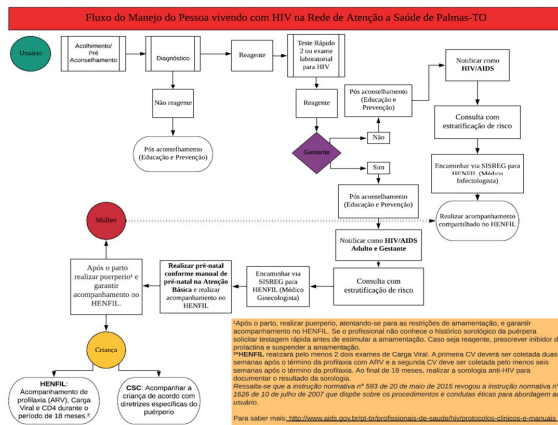 Fluxo do Manejo do Pessoa vivendo com HIV na Rede de Atenção a Saúde de Palmas-TO
Usuário
Acolhimento/
Pré
Aconselhamento
Diagnóstico
Reagente
Teste Rápido
2 ou exame
laboratorial
para HIV
Não reagente
Pós aconselhamento
(Educação e Prevenção)
Reagente
Gestante
Não
Sim
Pós aconselhamento
(Educação e
Prevenção)
Notificar como
HIV/AIDS
Consulta com
estratificação de risco
Encaminhar via SISREG
para HENFIL (Médico
Infectologista)
Realizar acompanhamento
compartilhado no HENFIL
Pós aconselhamento
(Educação e Prevenção)
Notificar como HIV/AIDS
Adulto e Gestante
Consulta com
estratificação de risco
Encaminhar via
SISREG para
HENFIL (Médico
Ginecologista)
Realizar pré-natal
conforme manual de
pré-natal na Atenção
Básica e realizar
acompanhamento no
HENFIL
Mulher
Após o parto
realizar puerperio¹ e
garantir
acompanhamento no
HENFIL.
Criança
HENFIL:
Acompanhamento de
profilaxia (ARV), Carga
Viral e CD4 durante o
período de 18 meses.²
CSC: Acompanhar a
criança de acordo com
diretrizes especificas do
puérperio
¹Após o parto, realizar puerperio, atentando-se para as restrições de amamentação, e garantir
acompanhamento no HENFIL. Se o profissional não conhece o histórico sorológico da puérpera
solicitar testagem rápida antes de estimular a amamentação. Caso seja reagente, prescrever inibidor d
prolactina e suspender a amamentação.
²*HENFIL realizará pelo menos 2 dois exames de Carga Viral. A primeira CV deverá ser coletada duas
semanas após o término da profilaxia com ARV e a segunda CV deve ser coletada pelo menos seis
semanas após o término da profilaxia. Ao final de 18 meses, realizar a sorologia anti-HIV para
documentar o resultado da sorologia.
Ressalta-se que a instrução normativa nº 593 de 20 de maio de 2015 revogou a instrução normativa nº
1626 de 10 de julho de 2007 que dispõe sobre os procedimentos e condutas éticas para abordagem ao
usuário.
Para saber mais: http://www.aids.gov.br/pt-br/profissionais-de-saude/hiv/protocolos-clinicos-e-manuais